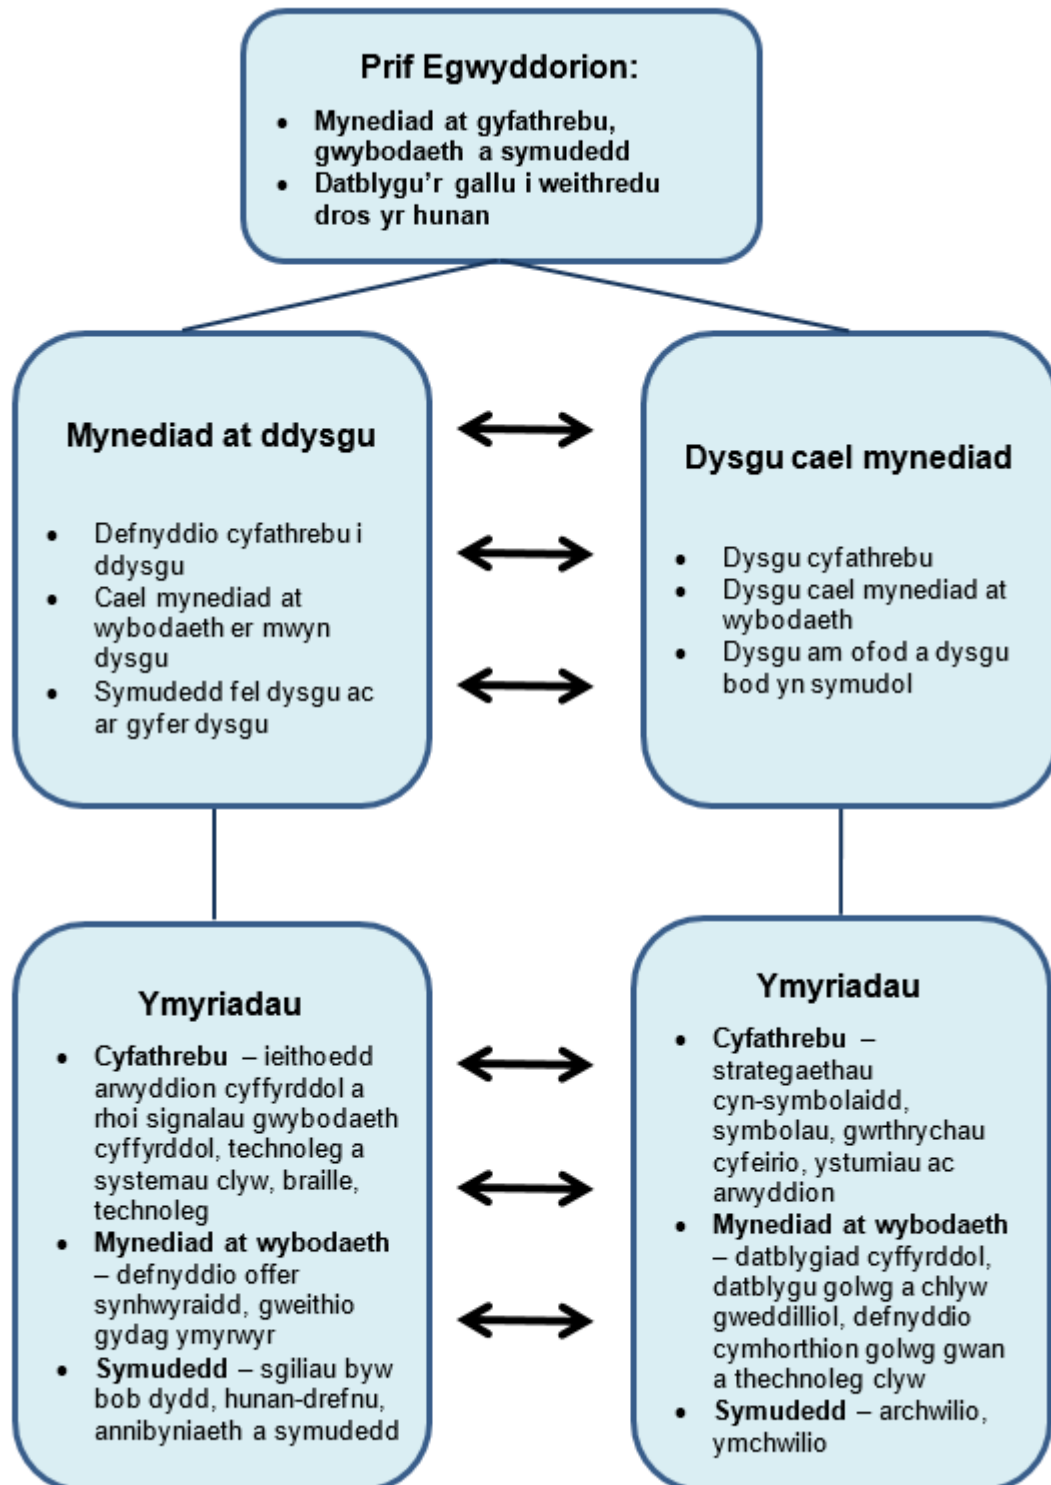 Prif Egwyddorion:
• Mynediad at gyfathrebu,
gwybodaeth a symudedd
• Datblygu'r gallu i weithredu
dros yr hunan
Mynediad at ddysgu
• Defnyddio cyfathrebu i
ddysgu
• Cael mynediad at
wybodaeth er mwyn
dysgu
• Symudedd fel dysgu ac
ar gyfer dysgu
Dysgu cael mynediad
• Dysgu cyfathrebu
• Dysgu cael mynediad at
wybodaeth
• Dysgu am ofod a dysgu
bod yn symudol
Ymyriadau
• Cyfathrebu – ieithoedd
arwyddion cyffyrddol a
rhoi signalau gwybodaeth
cyffyrddol, technoleg a
systemau clyw, braille,
technoleg
• Mynediad at wybodaeth
– defnyddio offer
synhwyraidd, gweithio
gydag ymyrwyr
• Symudedd – sgiliau byw
bob dydd, hunan-drefnu,
annibyniaeth a symudedd
Ymyriadau
• Cyfathrebu –
strategaethau
cyn-symbolaidd,
symbolau, gwrthrychau
cyfeirio, ystumiau ac
arwyddion
• Mynediad at wybodaeth
– datblygiad cyffyrddol,
datblygu golwg a chlyw
gweddilliol, defnyddio
cymhorthion golwg gwan
a thechnoleg clyw
• Symudedd – archwilio,
ymchwilio